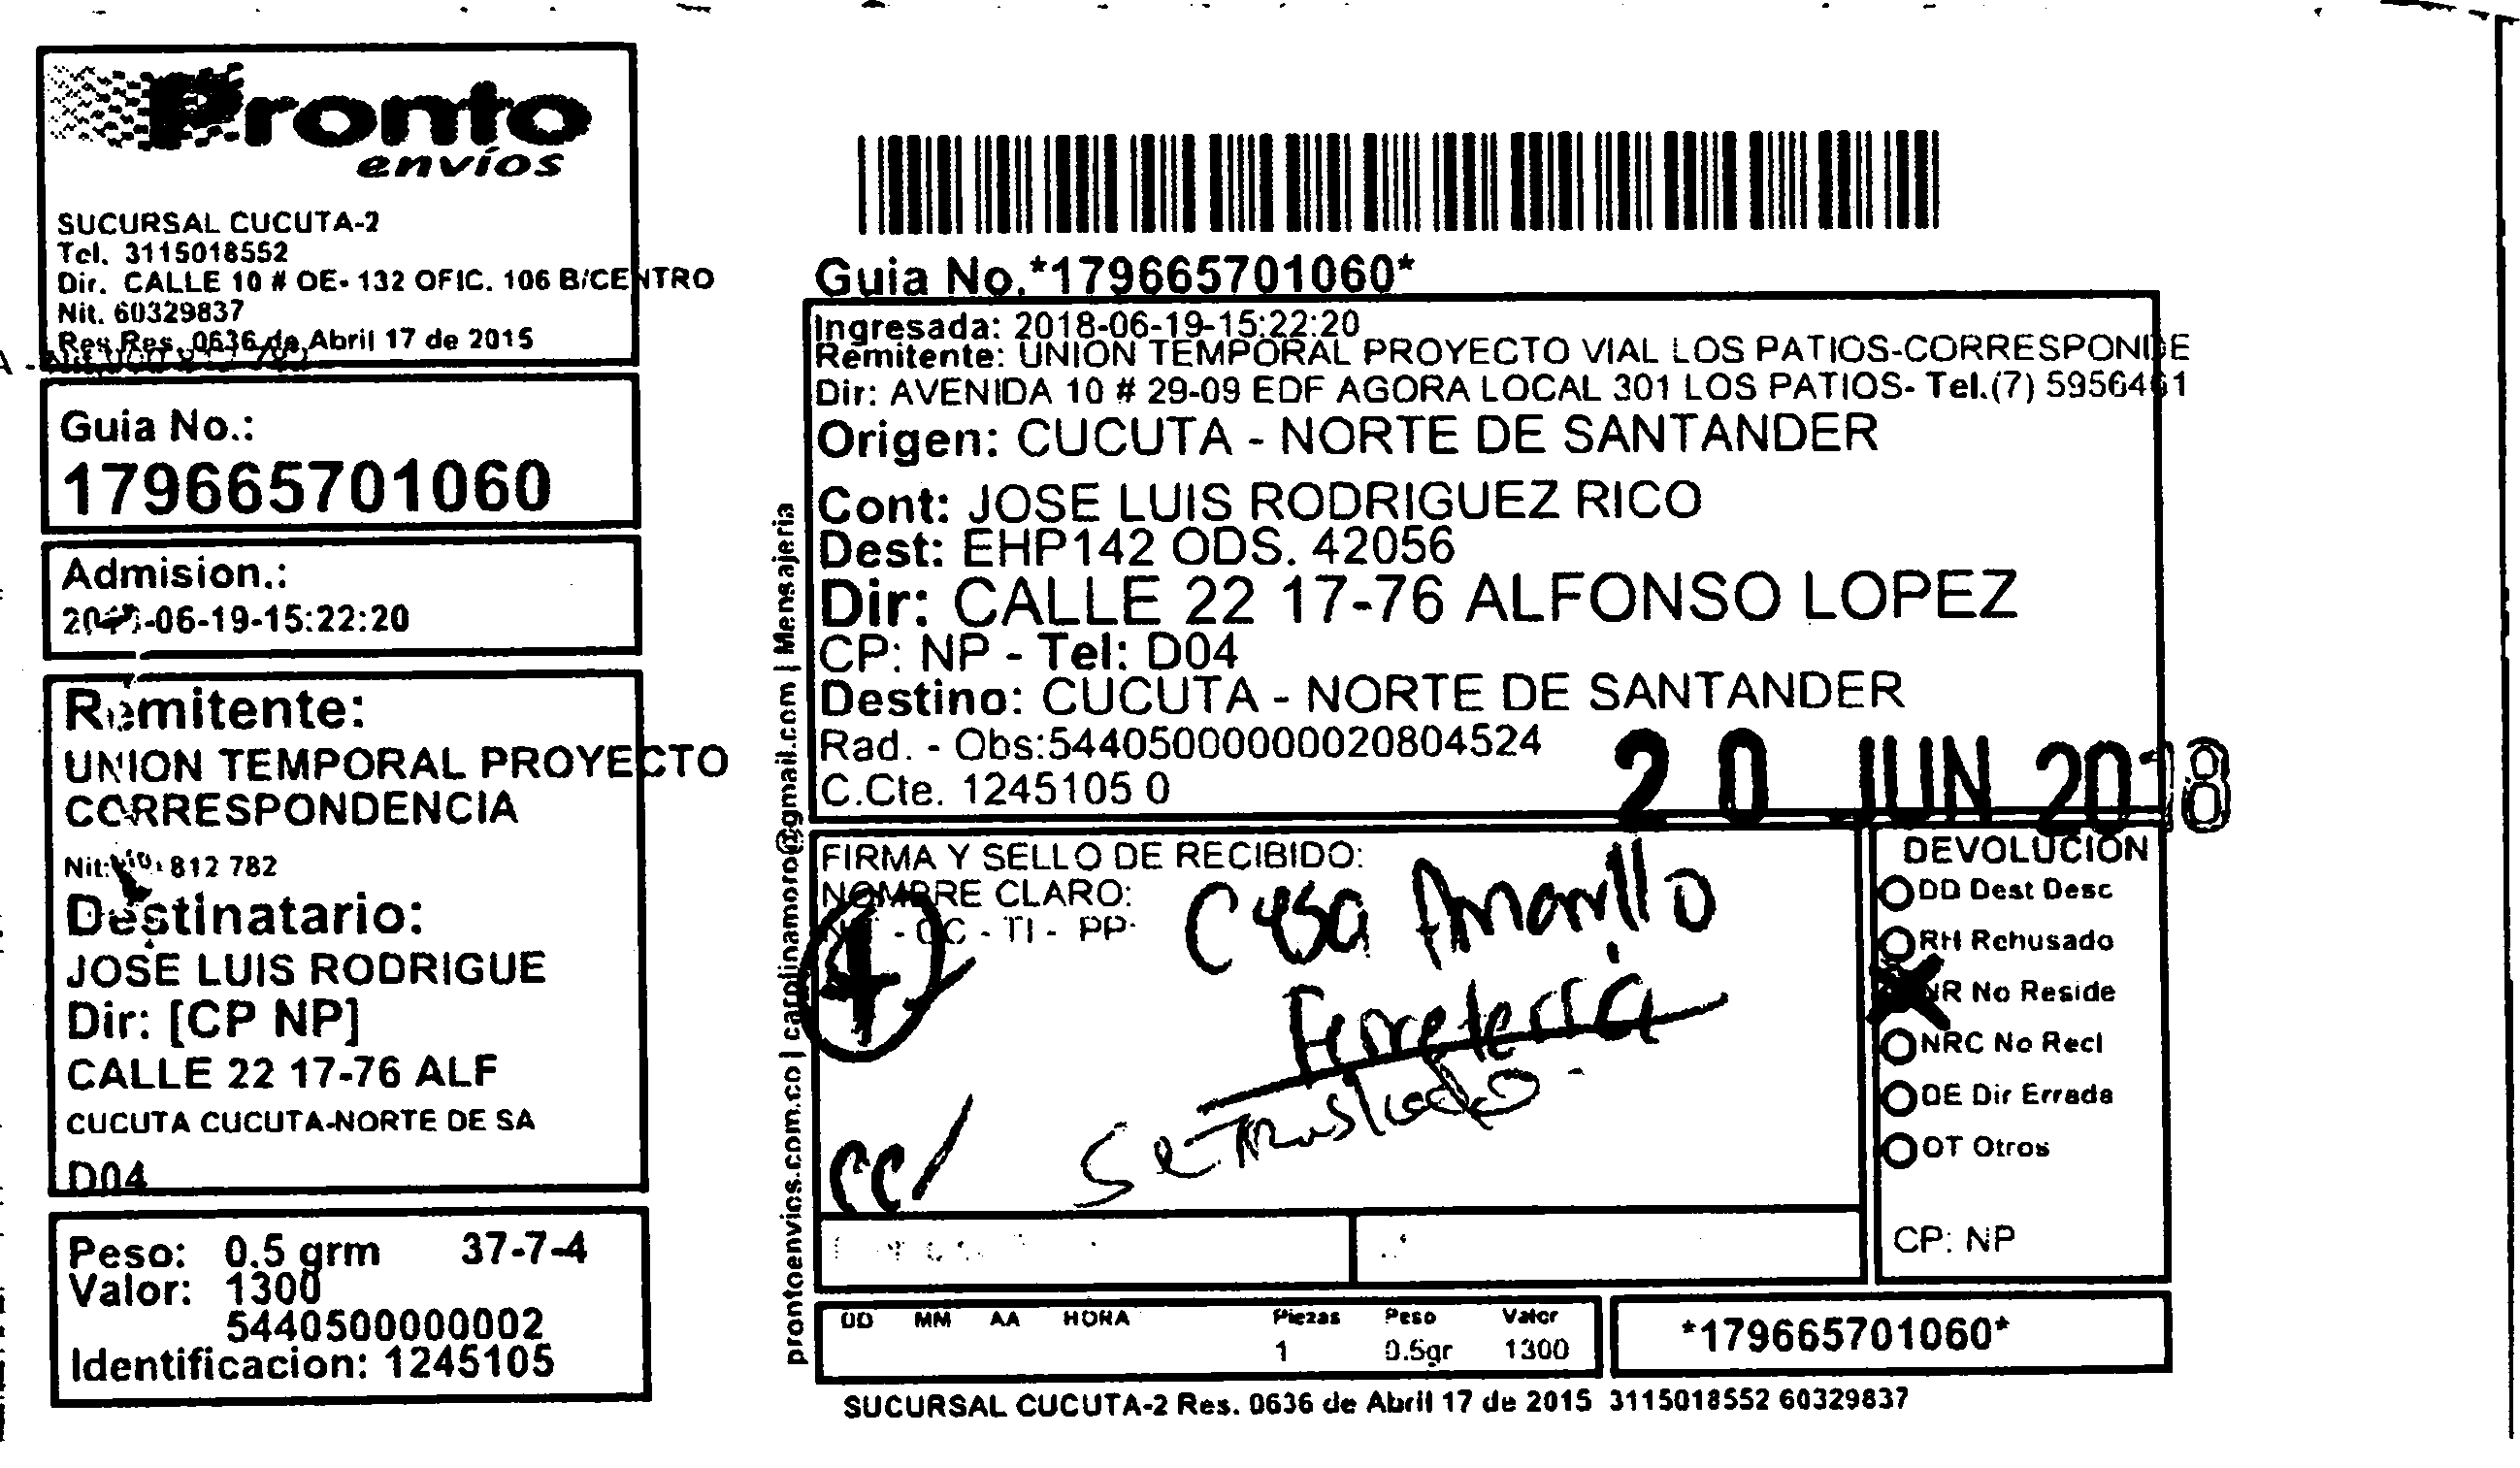 Pronto
envíos
SUCURSAL CUCUTA-2
Tel. 3115018552
Dir. CALLE 10 # OE- 132 OFIC. 106 B/CENTRO
Nit. 60329837
Res Res. 0636 de Abril 17 de 2015
Guia No.:
179665701060
Admision.:
-06-19-15:22:20
Remitente:
UNION TEMPORAL PROYECTO
CORRESPONDENCIA
Nit: 812 782
Destinatario:
JOSE LUIS RODRIGUE
Dir: [CP NP]
CALLE 22 17-76 ALF
CUCUTA CUCUTA-NORTE DE SA
D04
Peso: 0.5 grm 37-7-4
Valor: 1300
5440500000002
Identificacion: 1245105
prontoenvios.com.co | carolinamoro@gmail.com | Mensajeria
Guia No.*179665701060*
Ingresada: 2018-06-19-15:22:20
Remitente: UNION TEMPORAL PROYECTO VIAL LOS PATIOS-CORRESPONDE
Dir: AVENIDA 10 # 29-09 EDF AGORA LOCAL 301 LOS PATIOS- Tel.(7) 5956461
Origen: CUCUTA - NORTE DE SANTANDER
Cont: JOSE LUIS RODRIGUEZ RICO
Dest: EHP142 ODS. 42056
Dir: CALLE 22 17-76 ALFONSO LOPEZ
CP: NP - Tel: D04
Destino: CUCUTA - NORTE DE SANTANDER
Rad. - Obs:544050000000020804524
C.Cte. 1245105 0
20 JUN 2018
FIRMA Y SELLO DE RECIBIDO:
NOMBRE CLARO:
- CC - TI - PP-
Casa Amarillo
Ferreteria
Se Traslado
cc/
DEVOLUCION
DD Dest Desc
RH Rehusado
NR No Reside
NRC No Recl
DE Dir Errada
OT Otros
CP: NP
DD MM AA HORA Piezas Peso Valor
1 0.5gr 1300
*179665701060*
SUCURSAL CUCUTA-2 Res. 0636 de Abril 17 de 2015 3115018552 60329837